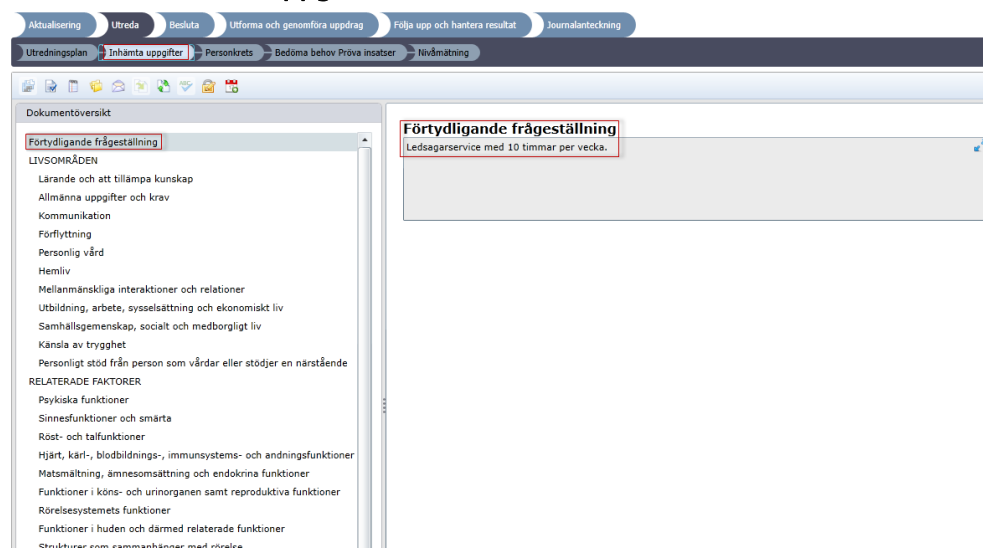 Aktualisering Utreda Besluta Utforma och genomföra uppdrag Följa upp och hantera resultat Journalanteckning
Utredningsplan Inhämta uppgifter Personkrets Bedöma behov Pröva insatser Nivåmätning
Dokumentöversikt
Förtydligande frågeställning
LIVSOMRÅDEN
Lärande och att tillämpa kunskap
Allmänna uppgifter och krav
Kommunikation
Förflyttning
Personlig vård
Hemliv
Mellanmänskliga interaktioner och relationer
Utbildning, arbete, sysselsättning och ekonomiskt liv
Samhällsgemenskap, socialt och medborgligt liv
Känsla av trygghet
Personligt stöd från person som vårdar eller stödjer en närstående
RELATERADE FAKTORER
Psykiska funktioner
Sinnesfunktioner och smärta
Röst- och talfunktioner
Hjärt, kärl-, blodbildnings-, immunsystems- och andningsfunktioner
Matsmältning, ämnesomsättning och endokrina funktioner
Funktioner i köns- och urinorganen samt reproduktiva funktioner
Rörelsesystemets funktioner
Funktioner i huden och därmed relaterade funktioner
Strukturer som sammanhänger med rörelse
Förtydligande frågeställning
Ledsagarservice med 10 timmar per vecka.